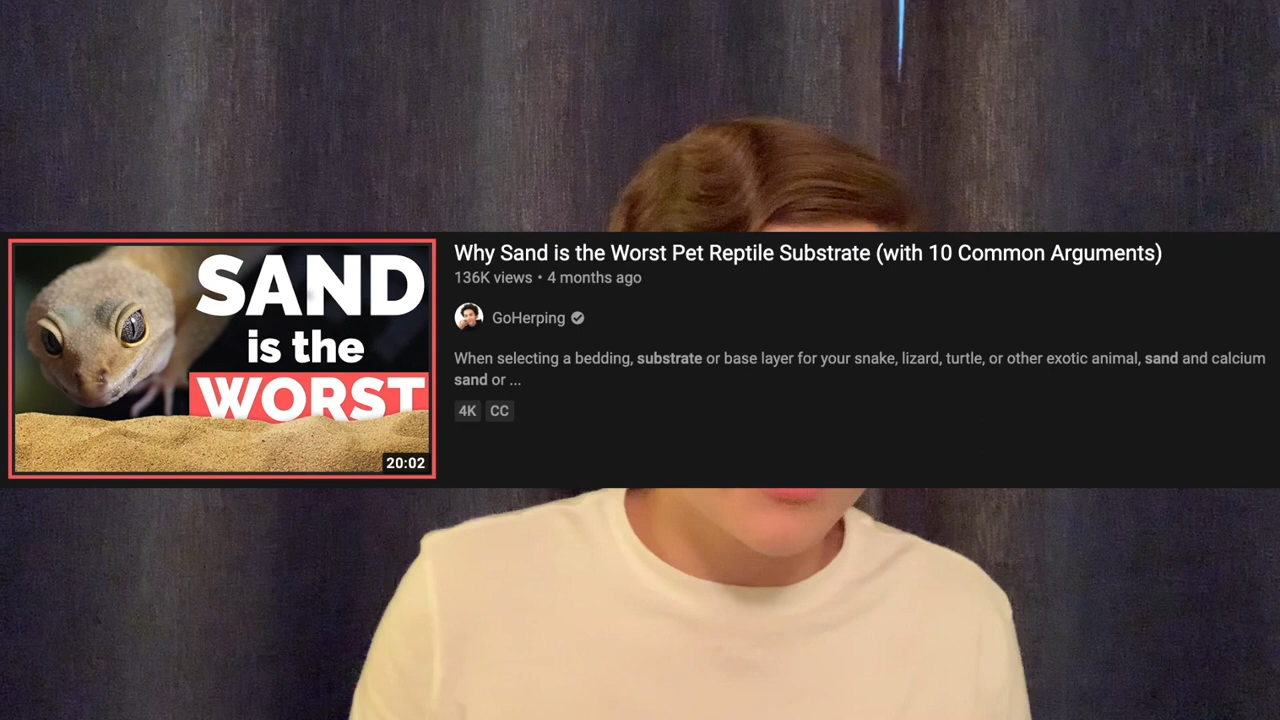 SAND
is the
WORST
20:02
Why Sand is the Worst Pet Reptile Substrate (with 10 Common Arguments)
136K views • 4 months ago
GoHerping
When selecting a bedding, substrate or base layer for your snake, lizard, turtle, or other exotic animal, sand and calcium
sand or ...
4K CC